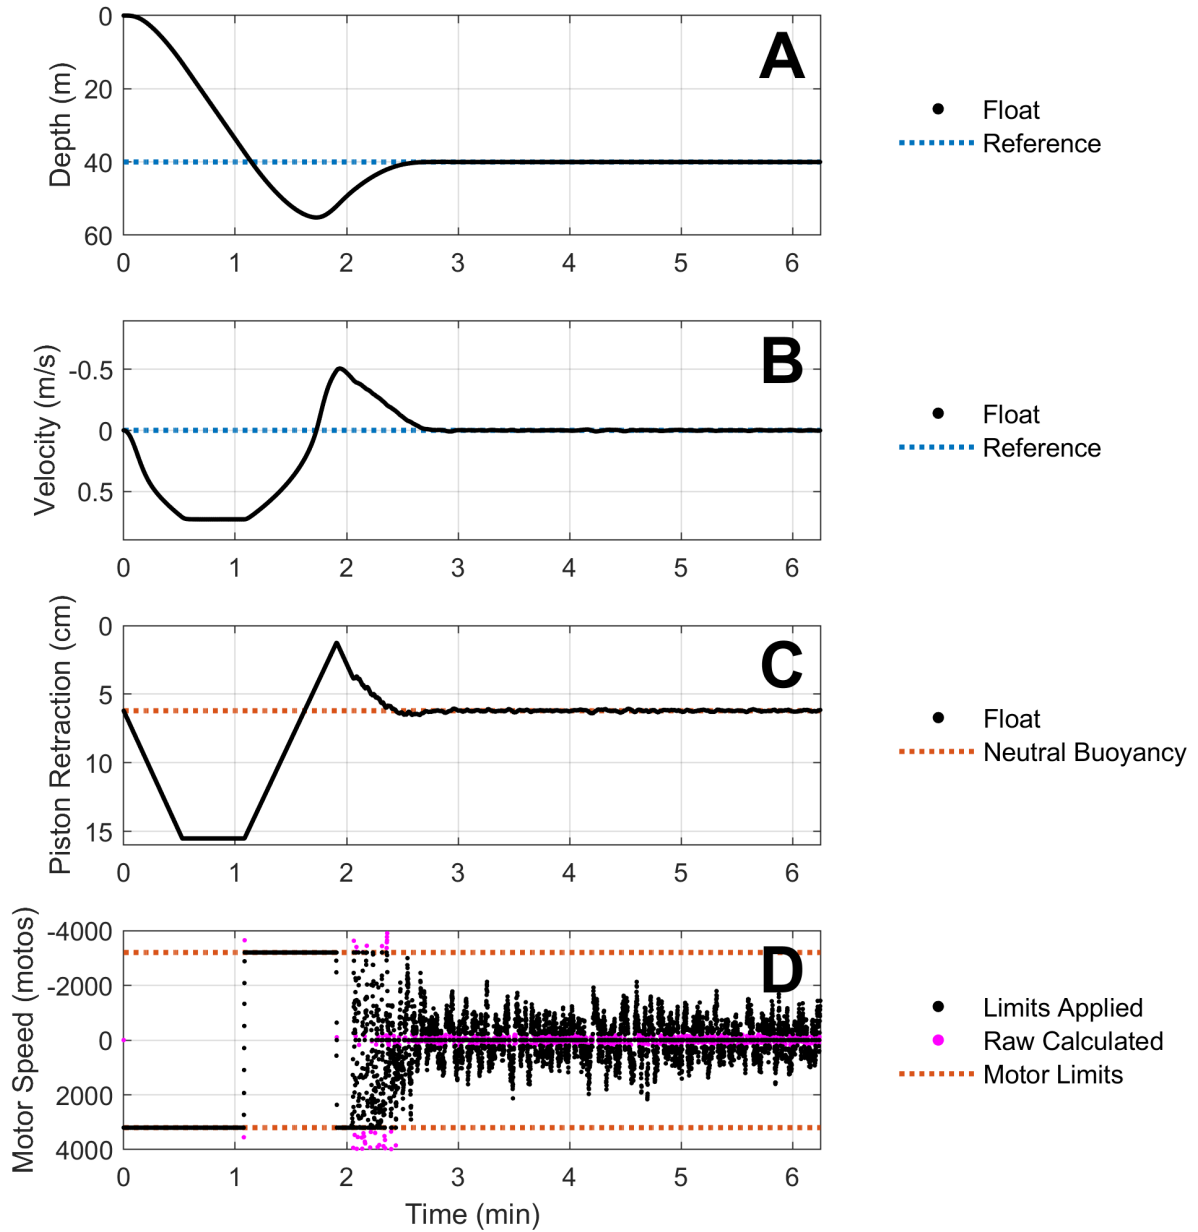 A
Depth (m)
0
20
40
60
0 1 2 3 4 5 6
Float
Reference
B
Velocity (m/s)
-0.5
0
0.5
0 1 2 3 4 5 6
Float
Reference
C
Piston Retraction (cm)
0
5
10
15
0 1 2 3 4 5 6
Float
Neutral Buoyancy
D
Motor Speed (motos)
-4000
-2000
0
2000
4000
0 1 2 3 4 5 6
Time (min)
Limits Applied
Raw Calculated
Motor Limits